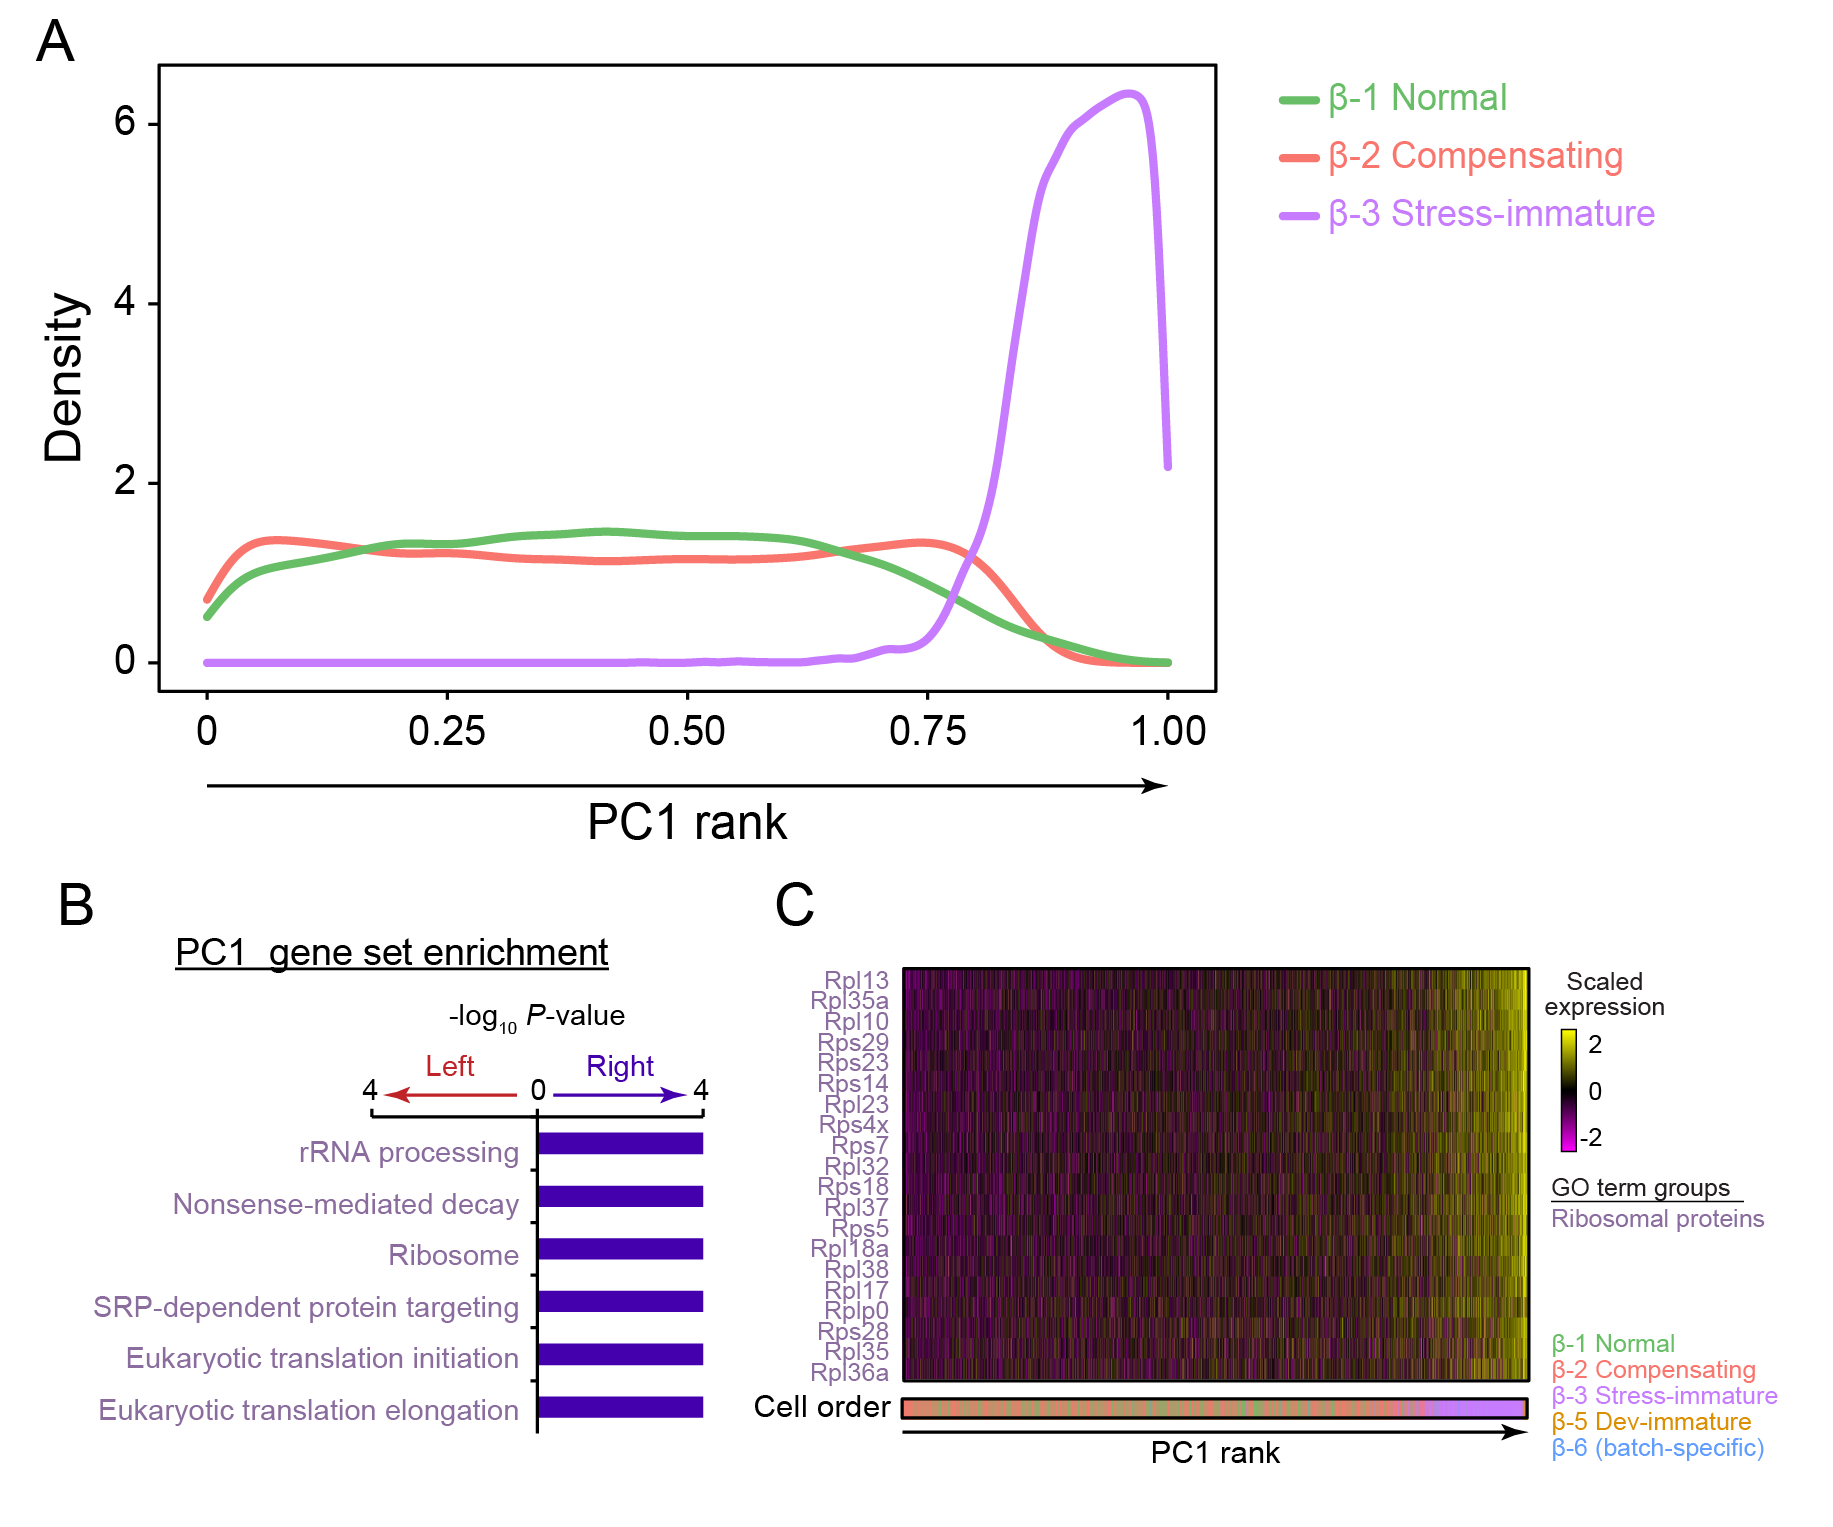 A
Density
6
4
2
0
0 0.25 0.50 0.75 1.00
PC1 rank
β-1 Normal
β-2 Compensating
β-3 Stress-immature
B
PC1 gene set enrichment
-log10 P-value
Left Right
4 0 4
rRNA processing
Nonsense-mediated decay
Ribosome
SRP-dependent protein targeting
Eukaryotic translation initiation
Eukaryotic translation elongation
C
Rpl13
Rpl35a
Rpl10
Rps29
Rps23
Rps14
Rpl23
Rps4x
Rps7
Rpl32
Rps18
Rpl37
Rps5
Rpl18a
Rpl38
Rpl17
Rplp0
Rps28
Rpl35
Rpl36a
Cell order
PC1 rank
Scaled
expression
2
0
-2
GO term groups
Ribosomal proteins
β-1 Normal
β-2 Compensating
β-3 Stress-immature
β-5 Dev-immature
β-6 (batch-specific)